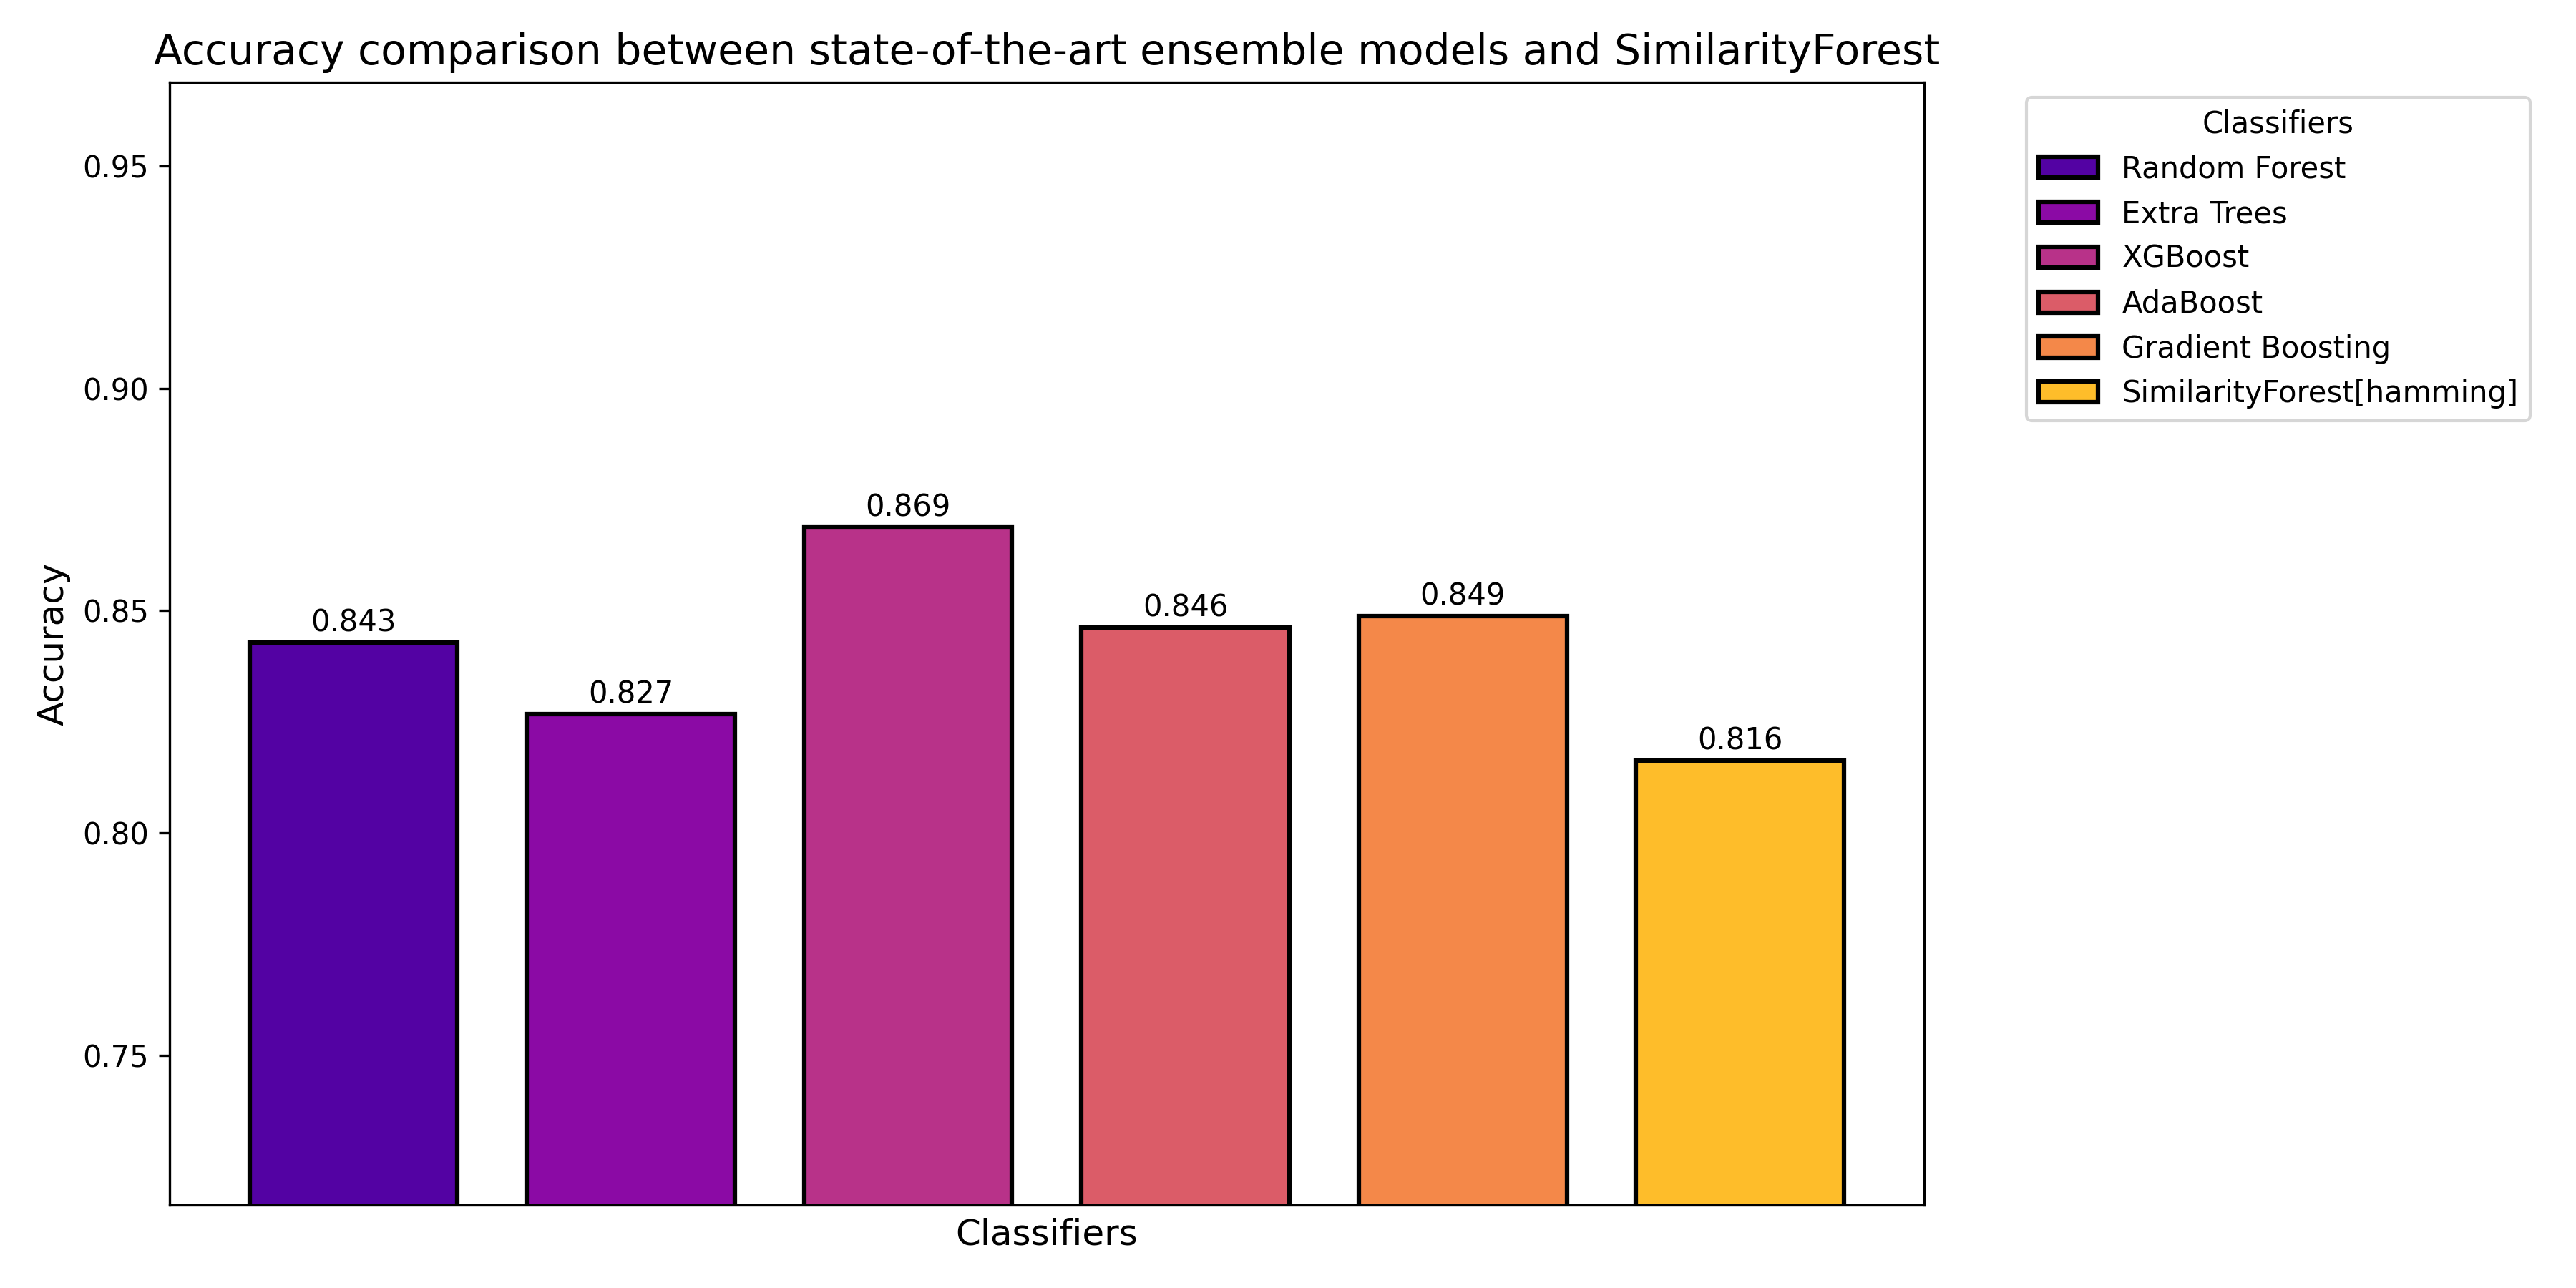 Accuracy comparison between state-of-the-art ensemble models and SimilarityForest
Accuracy
0.95
0.90
0.85
0.80
0.75
0.843
0.827
0.869
0.846
0.849
0.816
Classifiers
Classifiers
Random Forest
Extra Trees
XGBoost
AdaBoost
Gradient Boosting
SimilarityForest[hamming]